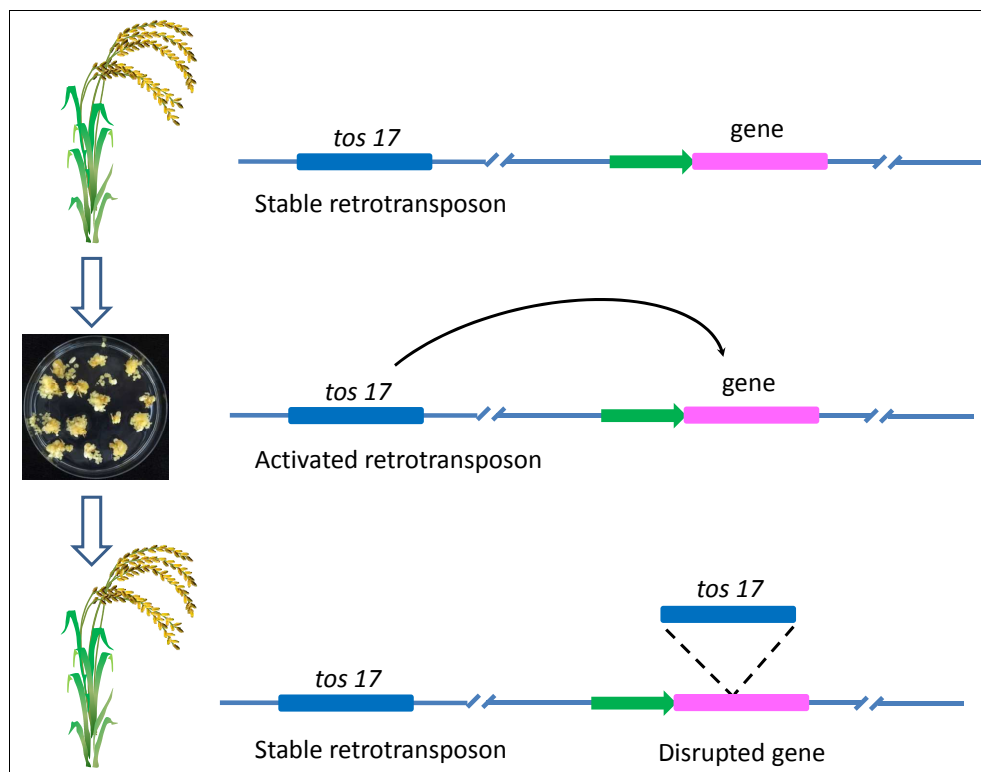 tos 17
gene
Stable retrotransposon
tos 17
gene
Activated retrotransposon
tos 17
tos 17
Stable retrotransposon
Disrupted gene